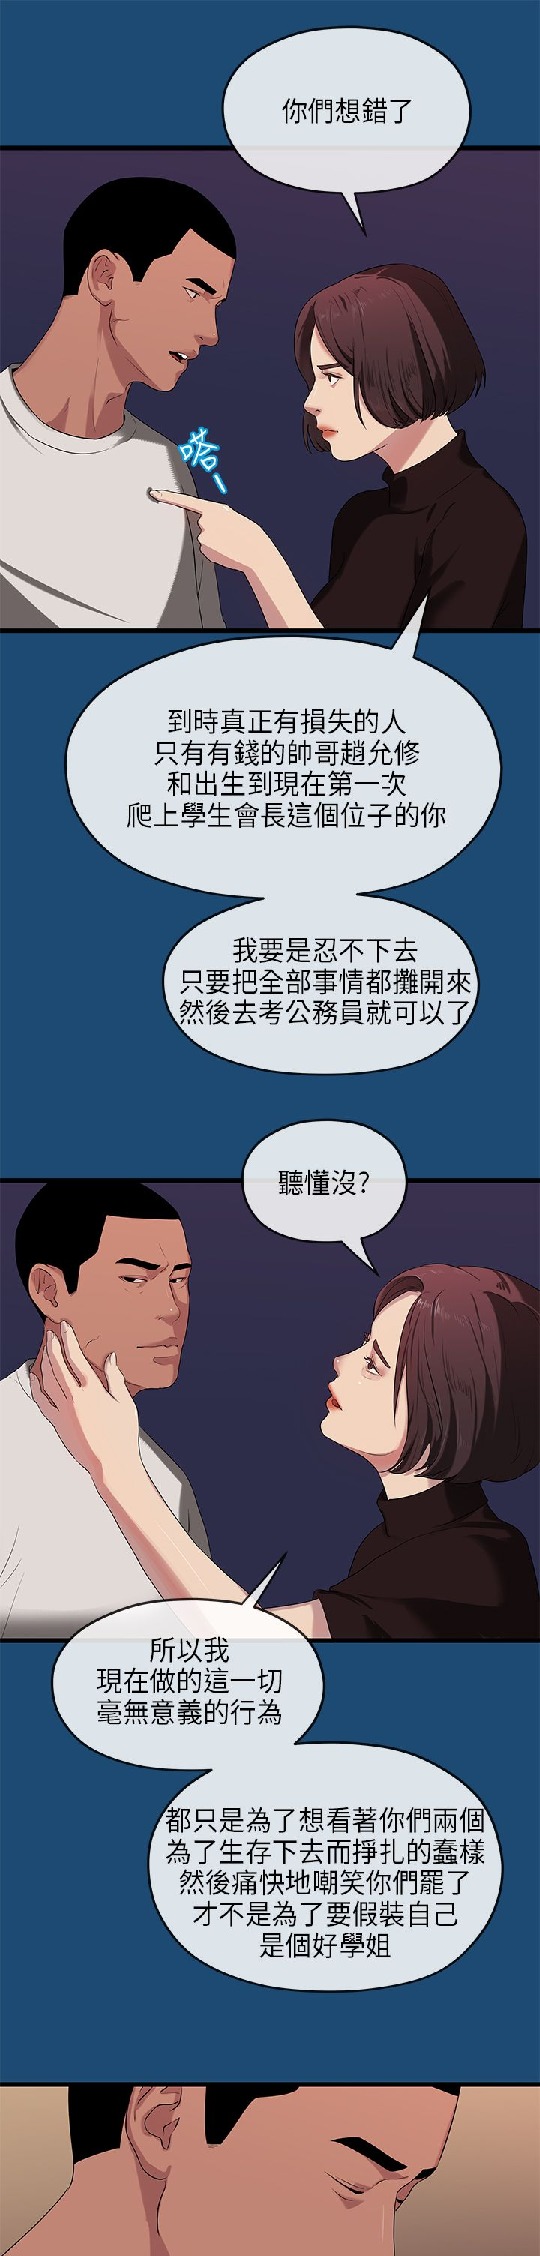 你們想錯了
嗒-
到時真正有損失的人
只有有錢的帥哥趙允修
和出生到現在第一次
爬上學生會長這個位子的你
我要是忍不下去
只要把全部事情都攤開來
然後去考公務員就可以了
聽懂沒?
所以我
現在做的這一切
毫無意義的行為
都只是為了想看著你們兩個
為了生存下去而掙扎的蠢樣
然後痛快地嘲笑你們罷了
才不是為了要假裝自己
是個好學姐